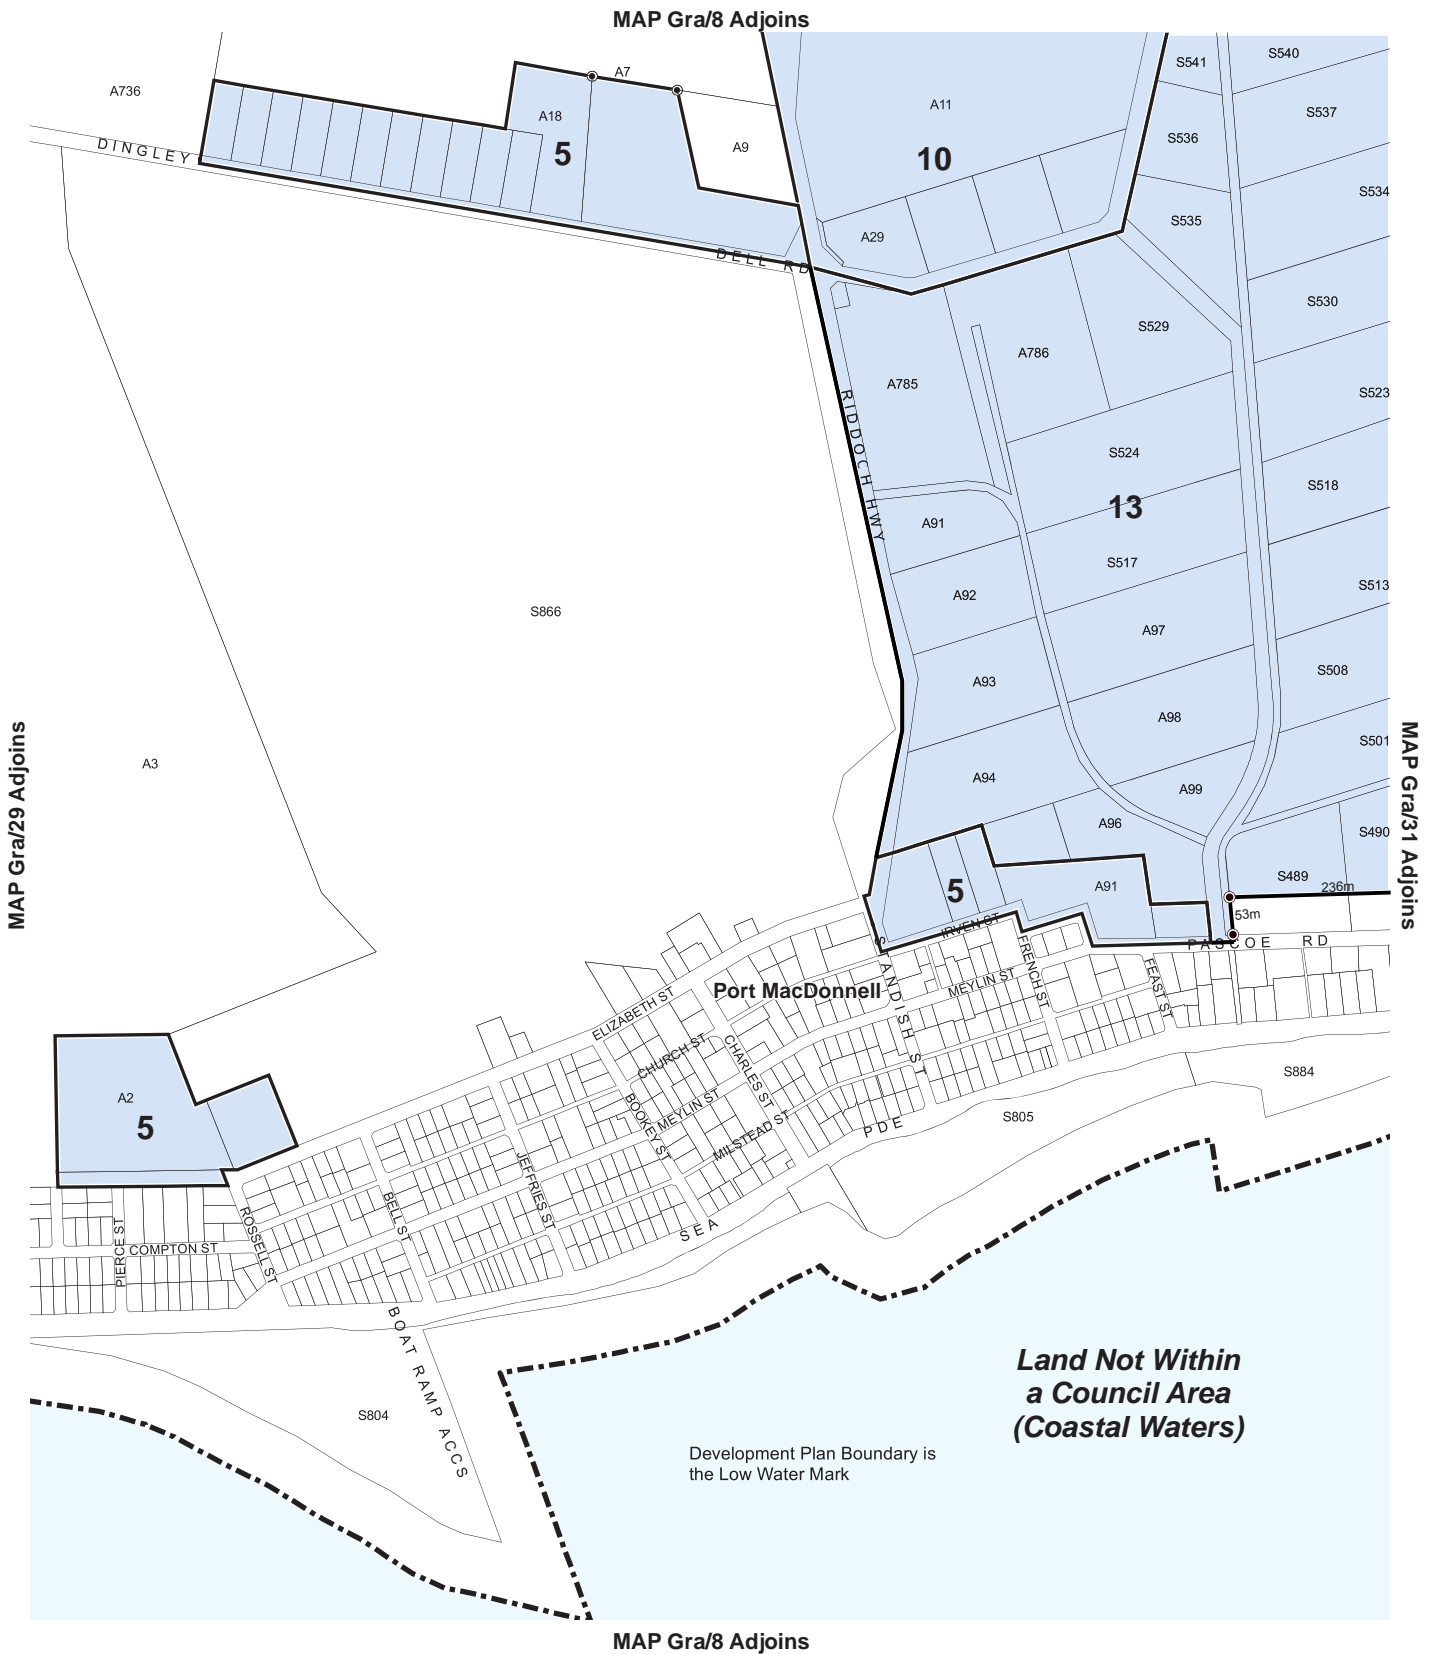 MAP Gra/8 Adjoins
S540
S541
A7
A736
A11
S537
A18
S536
DINGLEY
A9
5
10
S534
S535
A29
DELL RD
S530
S529
A786
A785
S523
RIDDOCH HWY
S524
S518
13
A91
S517
S513
A92
S866
A97
S508
A93
A98
S501
MAP Gra/29 Adjoins
MAP Gra/31 Adjoins
A3
A94
A99
A96
S490
S489
236m
5
A91
53m
IRVEN ST
PASCOE RD
STANDISH ST
FRENCH ST
FEAST ST
MEYLIN ST
Port MacDonnell
ELIZABETH ST
CHURCH ST
CHARLES ST
S884
A2
5
BOOKEY ST
MEYLIN ST
MILSTEAD ST
S805
SEA PDE
JEFFRIES ST
BELL ST
ROSSELL ST
PIERCE ST
COMPTON ST
BOAT RAMP ACCS
S804
Land Not Within
a Council Area
(Coastal Waters)
Development Plan Boundary is
the Low Water Mark
MAP Gra/8 Adjoins